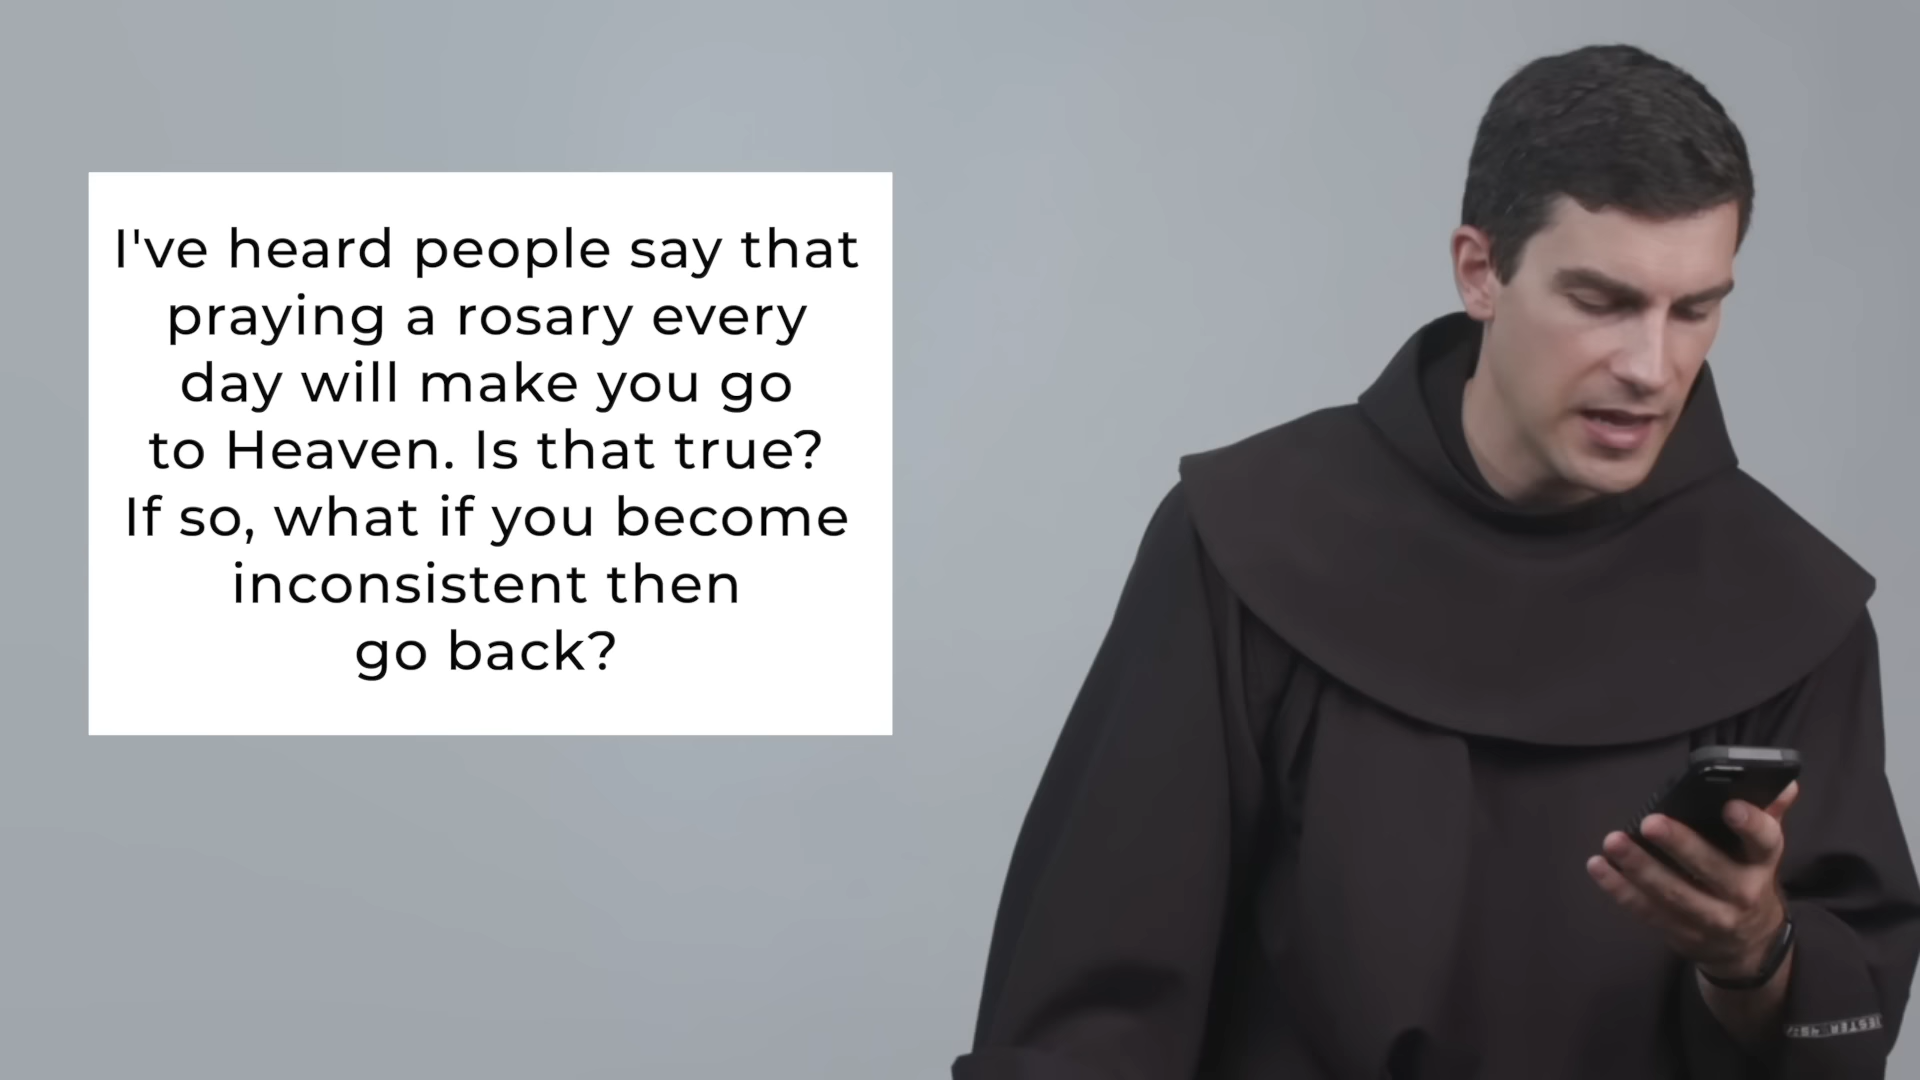 I've heard people say that
praying a rosary every
day will make you go
to Heaven. Is that true?
If so, what if you become
inconsistent then
go back?